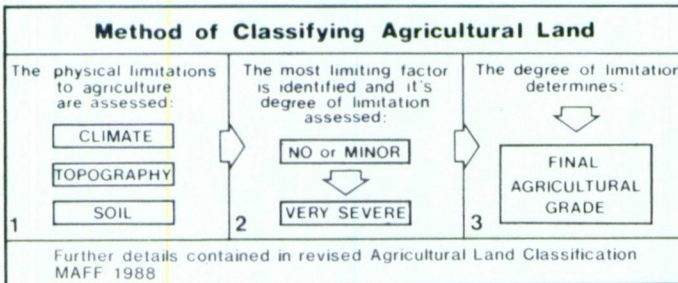 Method of Classifying Agricultural Land
The physical limitations
to agriculture
are assessed:
CLIMATE
TOPOGRAPHY
SOIL
1
The most limiting factor
is identified and it's
degree of limitation
assessed:
NO or MINOR
VERY SEVERE
2
The degree of limitation
determines:
FINAL
AGRICULTURAL
GRADE
3
Further details contained in revised Agricultural Land Classification
MAFF 1988